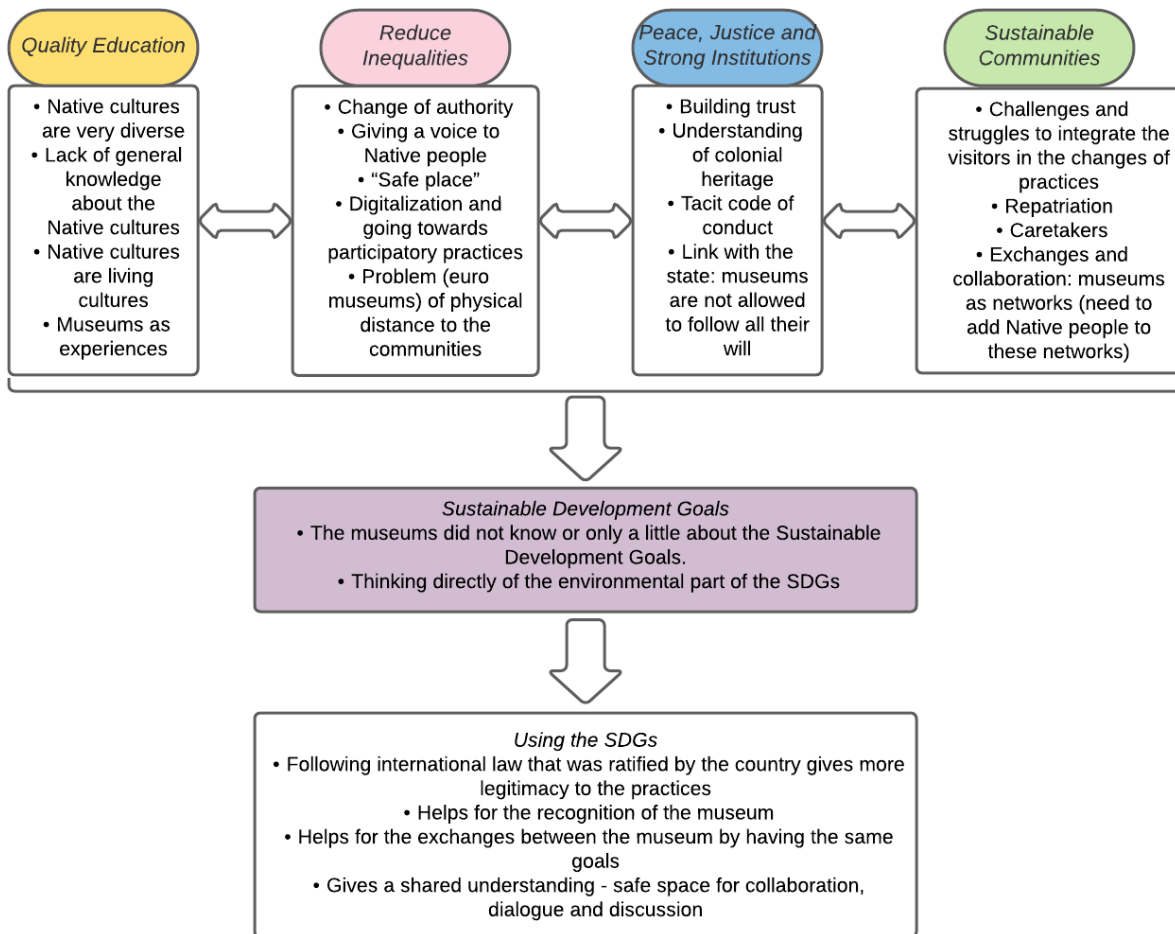 Quality Education
• Native cultures
are very diverse
• Lack of general
knowledge
about the
Native cultures
• Native cultures
are living
cultures
• Museums as
experiences
Reduce
Inequalities
• Change of authority
• Giving a voice to
Native people
• “Safe place”
• Digitalization and
going towards
participatory practices
• Problem (euro
museums) of physical
distance to the
communities
Peace, Justice and
Strong Institutions
• Building trust
• Understanding
of colonial
heritage
• Tacit code of
conduct
• Link with the
state: museums
are not allowed
to follow all their
will
Sustainable
Communities
• Challenges and
struggles to integrate the
visitors in the changes of
practices
• Repatriation
• Caretakers
• Exchanges and
collaboration: museums
as networks (need to
add Native people to
these networks)
Sustainable Development Goals
• The museums did not know or only a little about the Sustainable
Development Goals.
• Thinking directly of the environmental part of the SDGs
Using the SDGs
• Following international law that was ratified by the country gives more
legitimacy to the practices
• Helps for the recognition of the museum
• Helps for the exchanges between the museum by having the same
goals
• Gives a shared understanding - safe space for collaboration,
dialogue and discussion